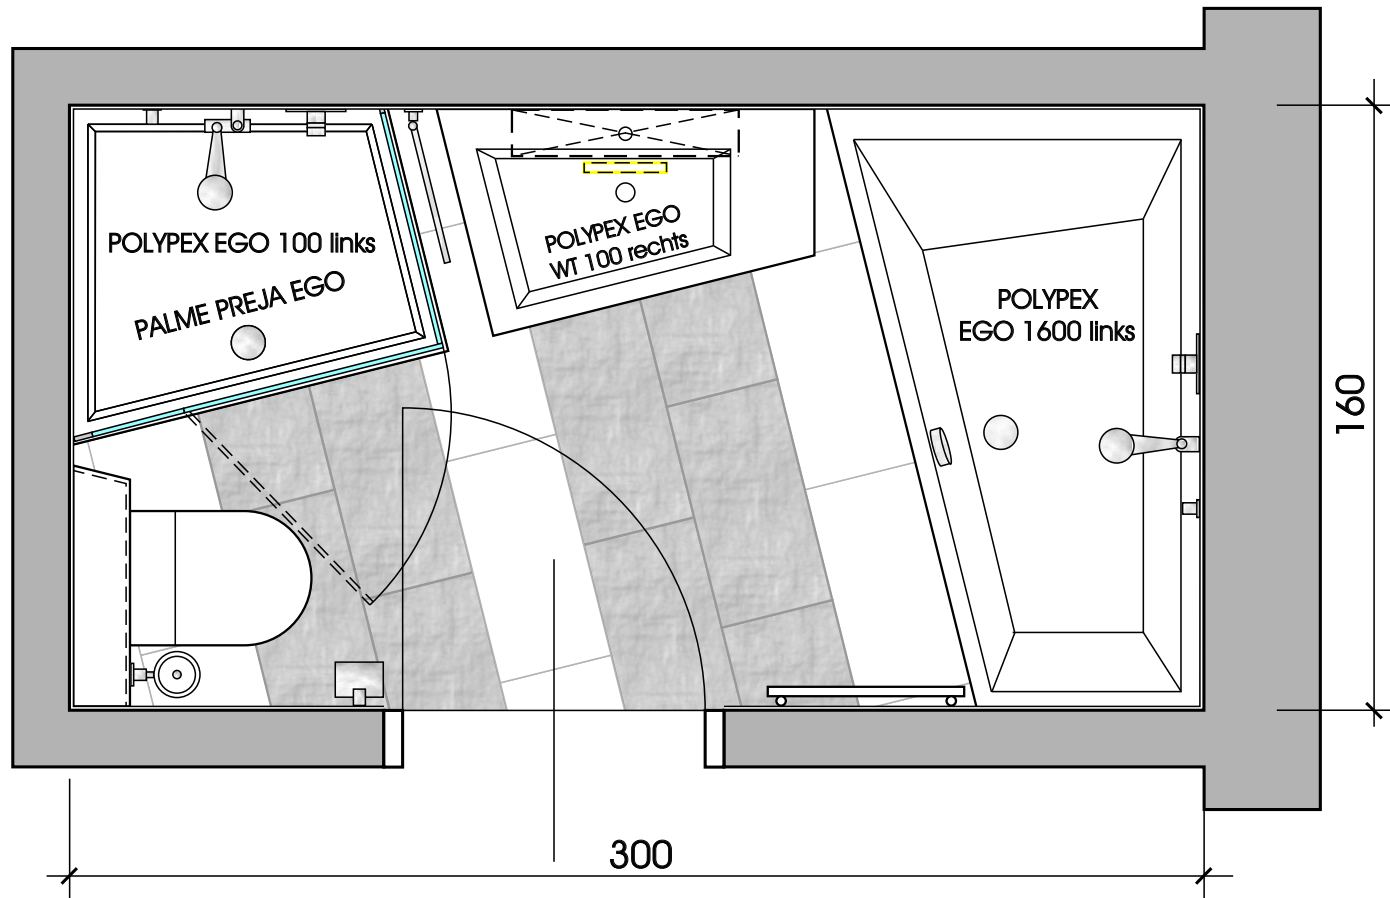 POLYPEX EGO 100 links
PALME PREJA EGO
POLYPEX EGO
WT 100 rechts
POLYPEX
EGO 1600 links
160
300